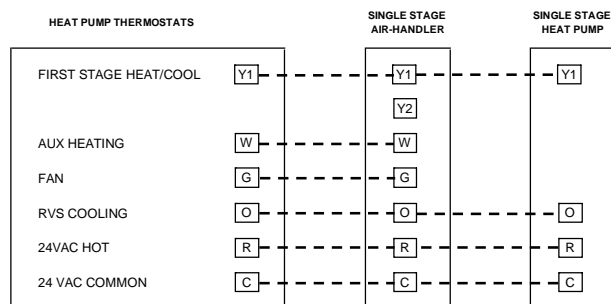 HEAT PUMP THERMOSTATS
SINGLE STAGE
AIR-HANDLER
SINGLE STAGE
HEAT PUMP
FIRST STAGE HEAT/COOL Y1 Y1 Y1
Y2
AUX HEATING W W
FAN G G
RVS COOLING O O O
24VAC HOT R R R
24 VAC COMMON C C C